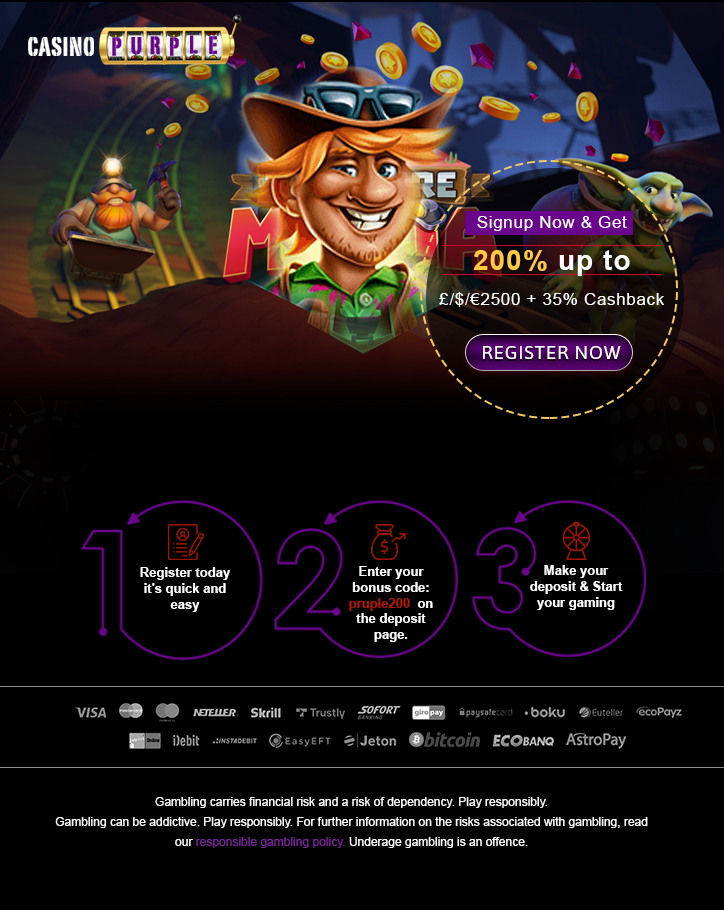 CASINO PURPLE
RE
M
Signup Now & Get
200% up to
£/$/€2500 + 35% Cashback
REGISTER NOW
1
Register today
it's quick and
easy
2
Enter your
bonus code:
pruple200 on
the deposit
page.
3
Make your
deposit & Start
your gaming
VISA NETELLER Skrill Trustly SOFORT BANKING giropay paysafecard boku Euteller ecoPayz
iDebit INSTADEBIT EasyEFT Jeton bitcoin ECOBANQ AstroPay
Gambling carries financial risk and a risk of dependency. Play responsibly.
Gambling can be addictive. Play responsibly. For further information on the risks associated with gambling, read
our responsible gambling policy. Underage gambling is an offence.